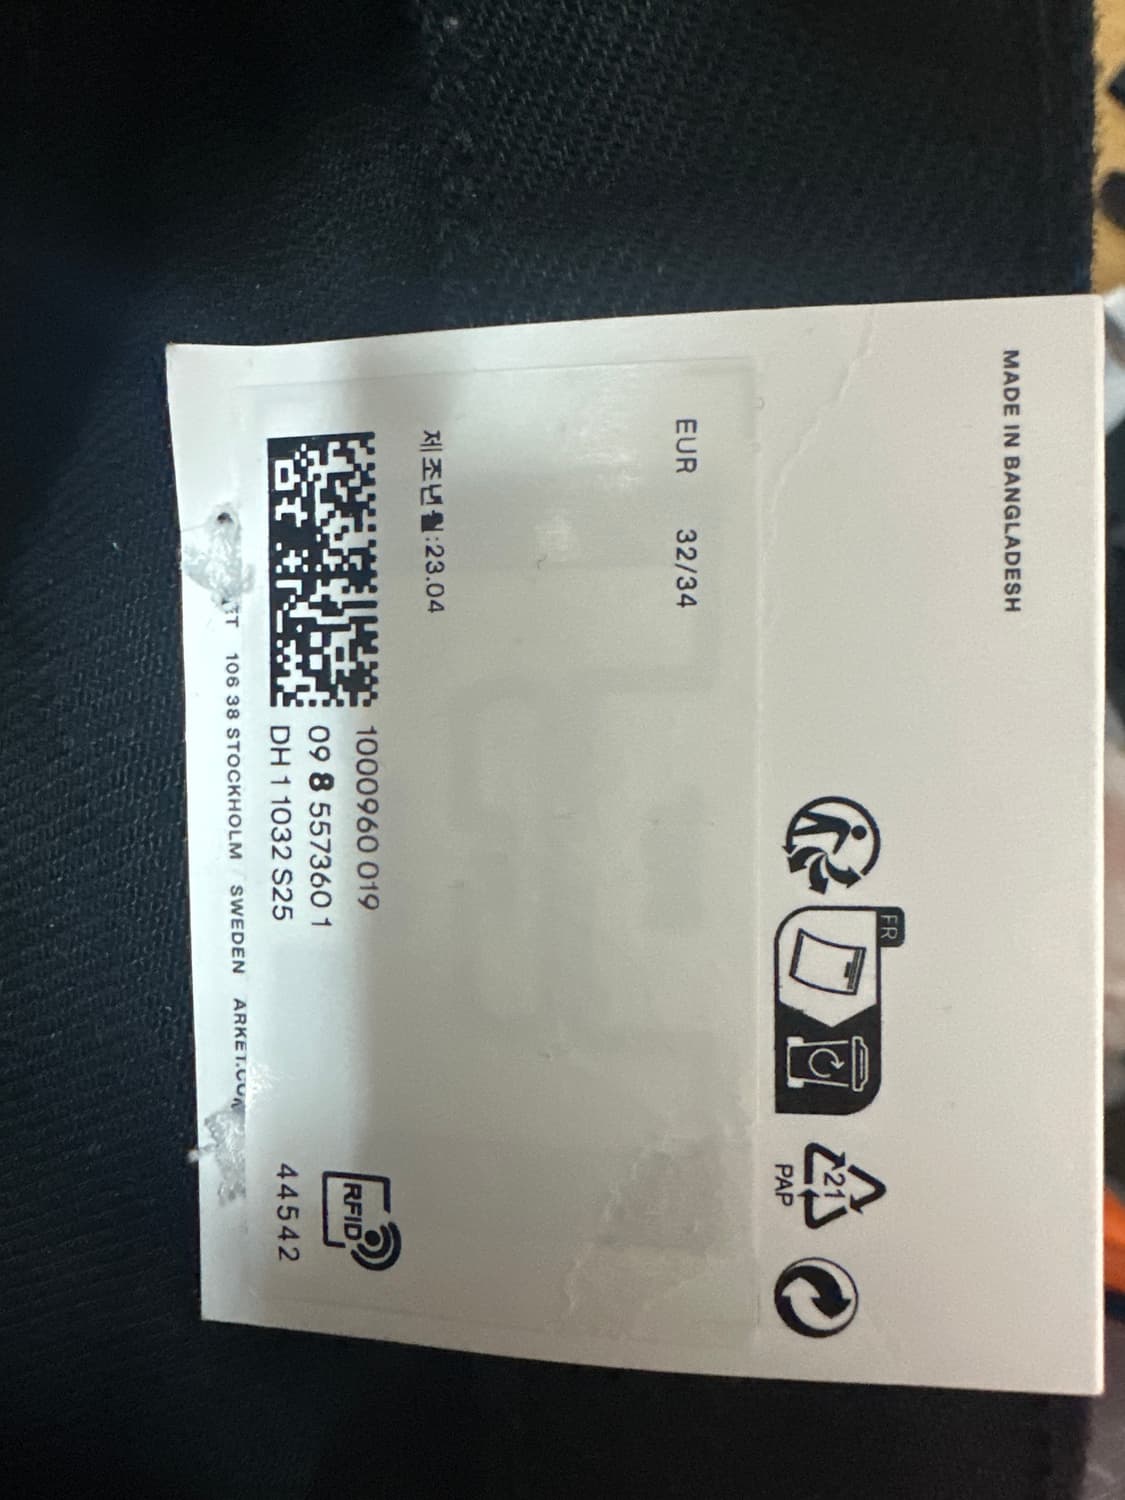 MADE IN BANGLADESH
FR
21
PAP
EUR 32/34
제조년월:23.04
1000960 019
09 8 557360 1
DH 1 1032 S25
RFID
44542
106 38 STOCKHOLM / SWEDEN